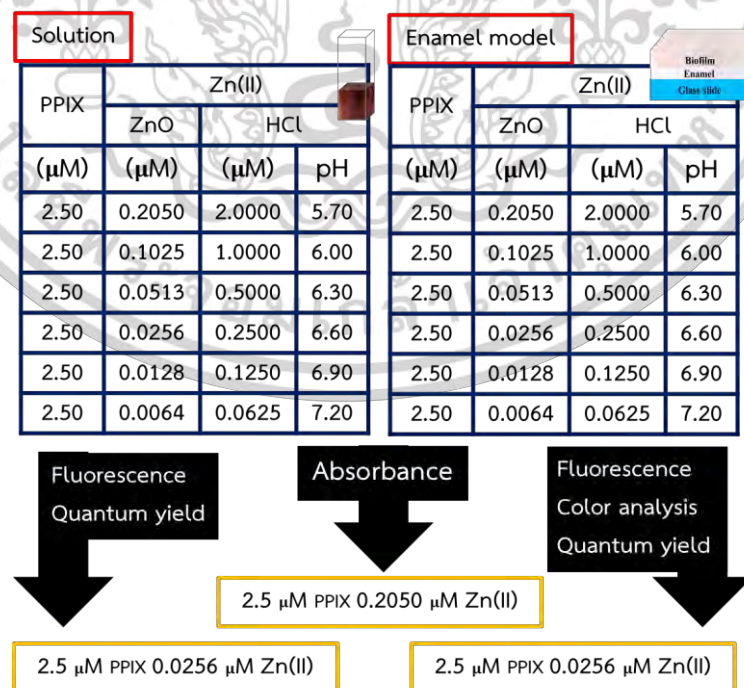 Solution
PPIX Zn(II)
ZnO HCl
(μM) (μM) (μM) pH
2.50 0.2050 2.0000 5.70
2.50 0.1025 1.0000 6.00
2.50 0.0513 0.5000 6.30
2.50 0.0256 0.2500 6.60
2.50 0.0128 0.1250 6.90
2.50 0.0064 0.0625 7.20
Enamel model
Biofilm
Enamel
Glass slide
PPIX Zn(II)
ZnO HCl
(μM) (μM) (μM) pH
2.50 0.2050 2.0000 5.70
2.50 0.1025 1.0000 6.00
2.50 0.0513 0.5000 6.30
2.50 0.0256 0.2500 6.60
2.50 0.0128 0.1250 6.90
2.50 0.0064 0.0625 7.20
Fluorescence
Quantum yield
Absorbance
Fluorescence
Color analysis
Quantum yield
2.5 μM PPIX 0.2050 μM Zn(II)
2.5 μM PPIX 0.0256 μM Zn(II)
2.5 μM PPIX 0.0256 μM Zn(II)